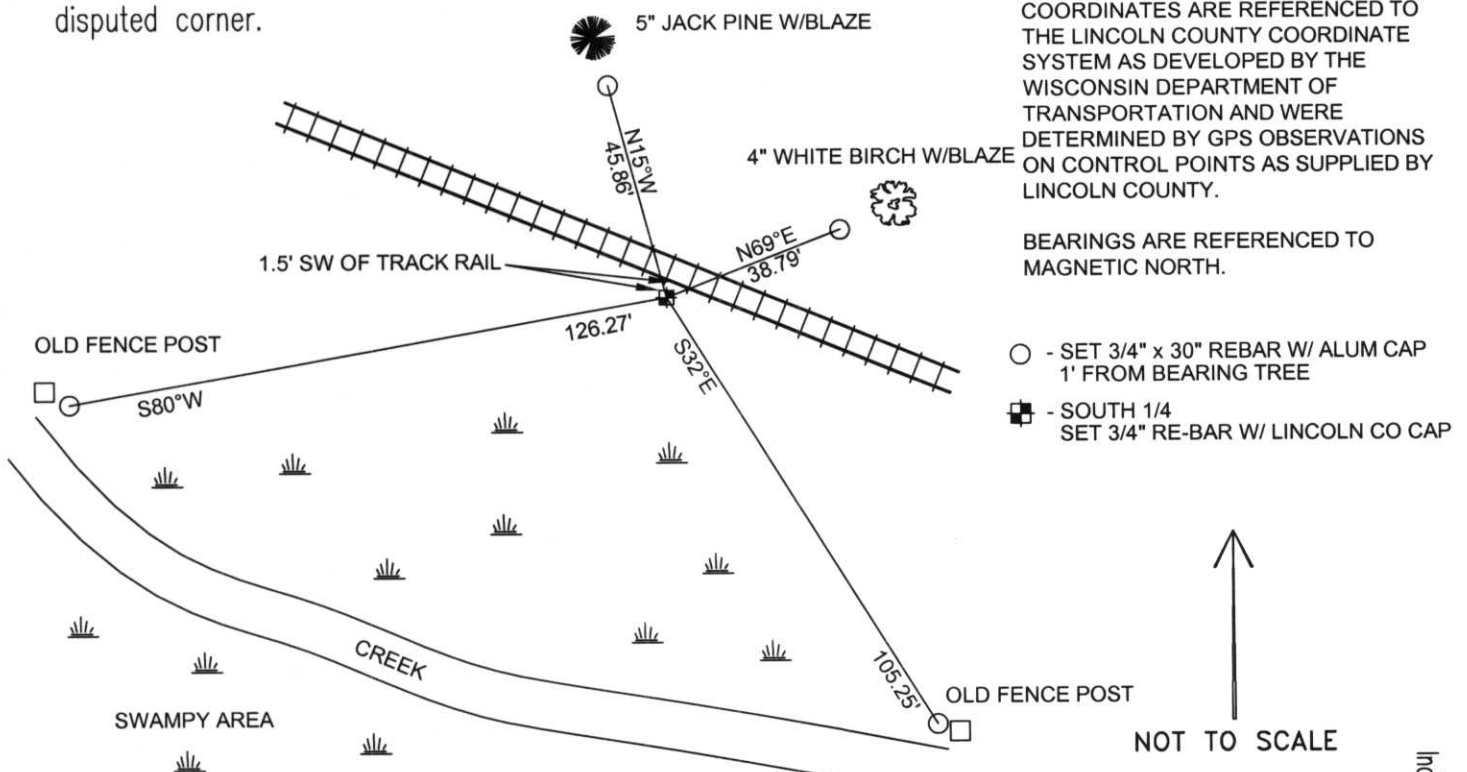 disputed corner.
5" JACK PINE W/BLAZE
COORDINATES ARE REFERENCED TO
THE LINCOLN COUNTY COORDINATE
SYSTEM AS DEVELOPED BY THE
WISCONSIN DEPARTMENT OF
TRANSPORTATION AND WERE
DETERMINED BY GPS OBSERVATIONS
ON CONTROL POINTS AS SUPPLIED BY
LINCOLN COUNTY.
BEARINGS ARE REFERENCED TO
MAGNETIC NORTH.
N15°W
45.86'
4" WHITE BIRCH W/BLAZE
N69°E
38.79'
1.5' SW OF TRACK RAIL
126.27'
OLD FENCE POST
S80°W
S32°E
105.25'
- SET 3/4" x 30" REBAR W/ ALUM CAP
1' FROM BEARING TREE
- SOUTH 1/4
SET 3/4" RE-BAR W/ LINCOLN CO CAP
CREEK
SWAMPY AREA
OLD FENCE POST
NOT TO SCALE